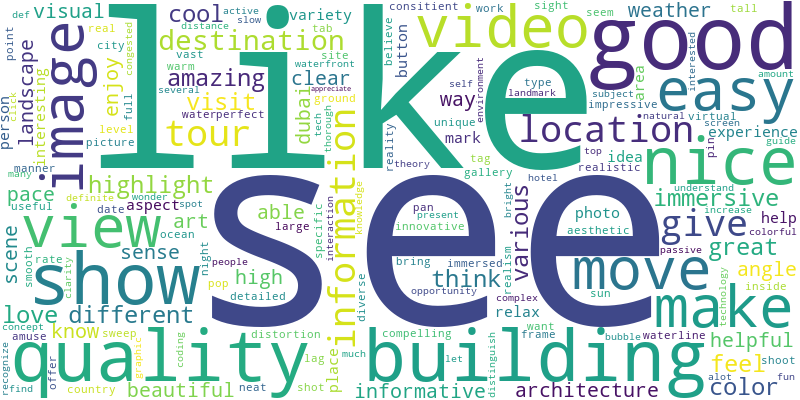 like
see
good
video
easy
image
destination
cool
visual
variety
weather
landscape
person
point
def
real
city
amazing
clear
visit
tour
enjoy
interesting
level
picture
full
congested
vast
warm
several
waterperfect
active
slow
distance
tab
site
waterfront
dubai
tech
thorough
ground
appreciate
information
knowledge
button
believe
consitient
work
sight
seem
tall
way
mark
unique
reality
theory
self
environment
type
landmark
subject
impressive
area
amount
interested
location
natural
virtual
screen
experience
pin
guide
idea
realistic
top
tag
gallery
hotel
nice
understand
immersive
increase
colorful
give
help
passive
great
various
bright
photo
aesthetic
highlight
pace
useful
many
manner
definite
wonder
date
aspect
spot
view
art
ocean
able
large
high
detailed
people
night
pop
specific
interaction
diverse
pan
present
innovative
immersed
bring
opportunity
realism
complex
think
relax
want
move
sun
angle
inside
technology
scene
smooth
rate
clarity
sense
show
love
different
know
sweep
concept
amuse
recognize
find
offer
country
graphic
coding
distortion
lag
shot
neat
beautiful
place
much
compelling
let
frame
distinguish
informative
quality
building
bubble
waterline
architecture
make
helpful
feel
shoot
color
alot
fun